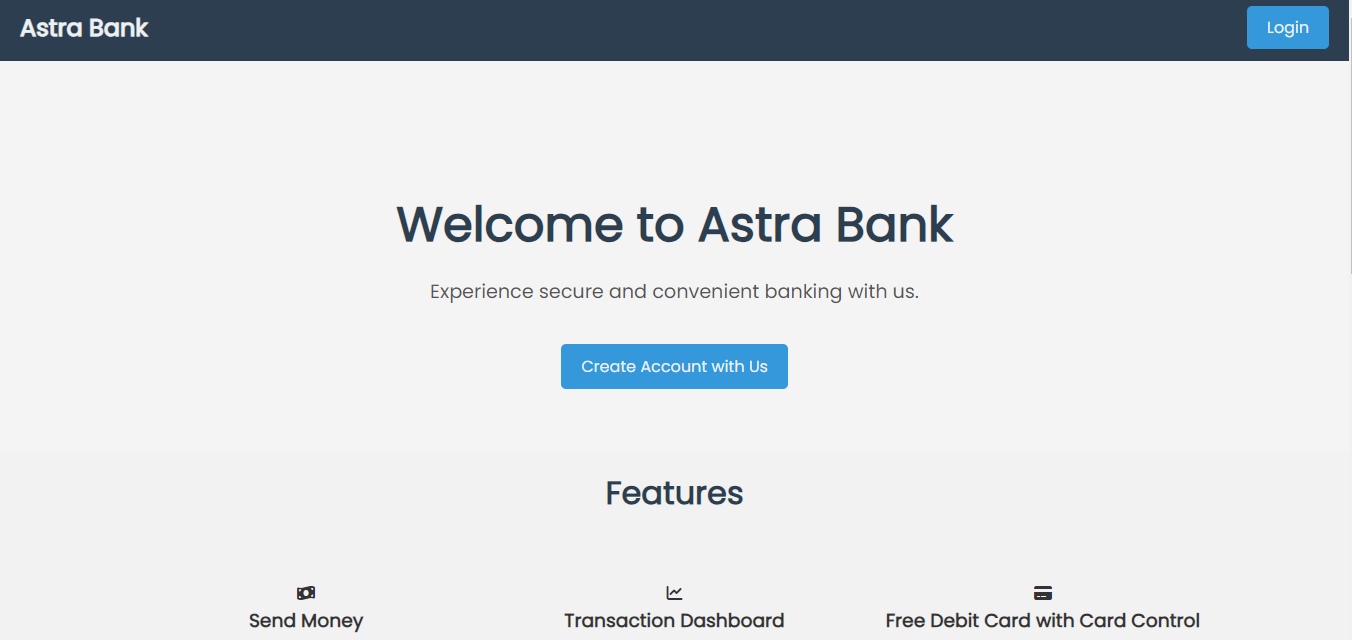 Astra Bank
Login
Welcome to Astra Bank
Experience secure and convenient banking with us.
Create Account with Us
Features
Send Money
Transaction Dashboard
Free Debit Card with Card Control